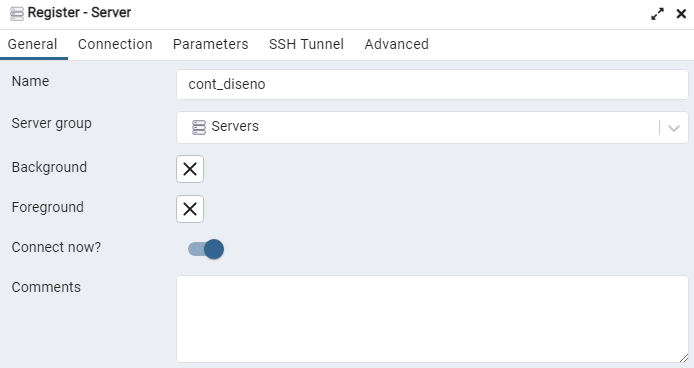 Register - Server
General Connection Parameters SSH Tunnel Advanced
Name cont_diseno
Server group Servers
Background
Foreground
Connect now?
Comments